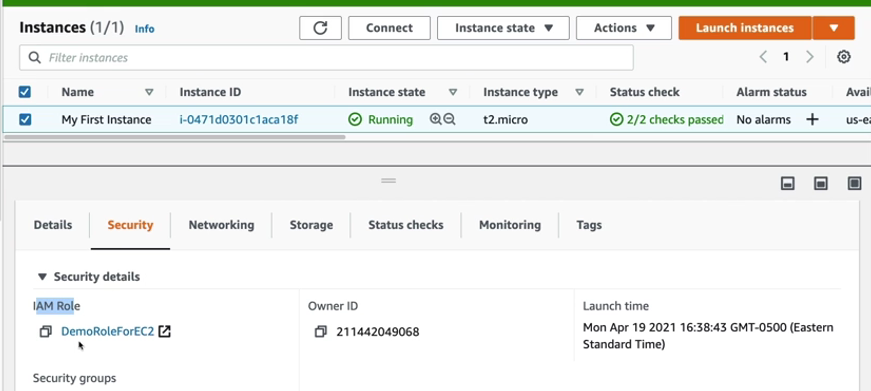 Instances (1/1) Info
Connect
Instance state
Actions
Launch instances
Filter instances
1
Name
Instance ID
Instance state
Instance type
Status check
Alarm status
Avai
My First Instance
i-0471d0301c1aca18f
Running
t2.micro
2/2 checks passed
No alarms
us-ea
Details
Security
Networking
Storage
Status checks
Monitoring
Tags
Security details
IAM Role
Owner ID
Launch time
DemoRoleForEC2
211442049068
Mon Apr 19 2021 16:38:43 GMT-0500 (Eastern
Standard Time)
Security groups